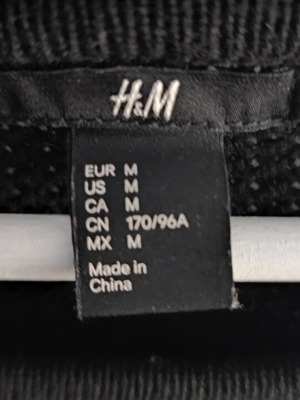 H&M
EUR M
US M
CA M
CN 170/96A
MX M
Made in
China